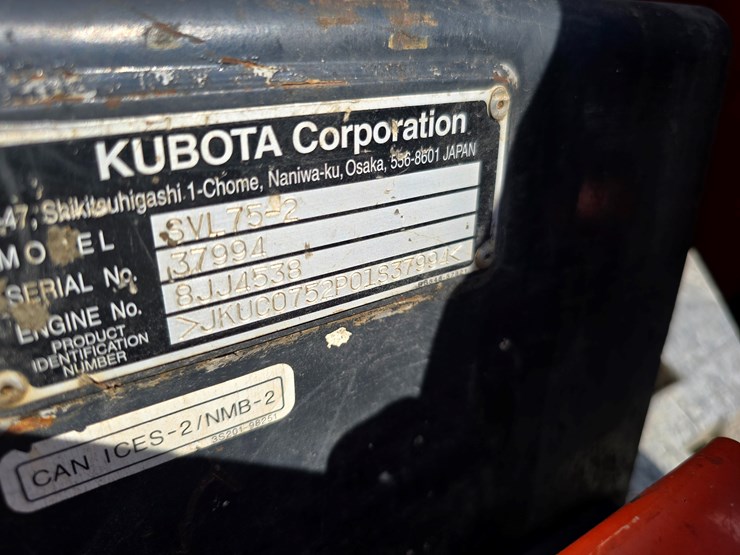 KUBOTA Corporation
47, Shikitsuhigashi 1-Chome, Naniwa-ku, Osaka, 556-8601 JAPAN
MODEL SVL75-2
SERIAL No. 37994
ENGINE No. 8JJ4538
PRODUCT IDENTIFICATION NUMBER
CAN ICES-2/NMB-2